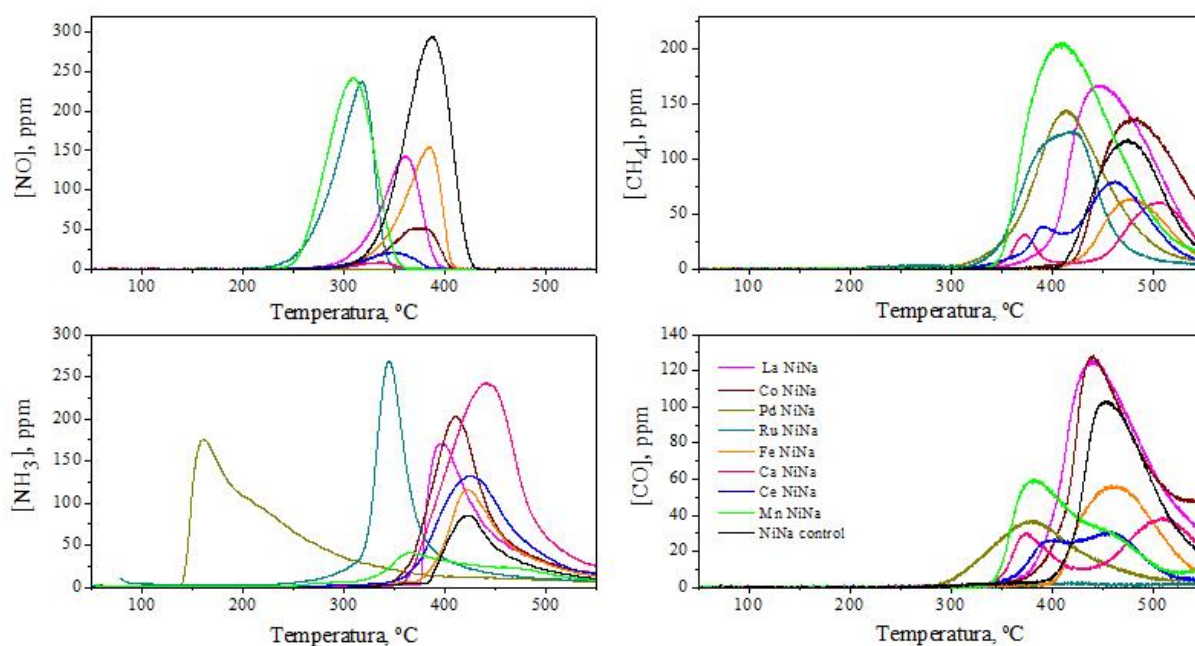 [NO], ppm
300
250
200
150
100
50
0
100 200 300 400 500
Temperatura, ºC
[CH4], ppm
200
150
100
50
0
100 200 300 400 500
Temperatura, ºC
[NH3], ppm
300
250
200
150
100
50
0
100 200 300 400 500
Temperatura, ºC
[CO], ppm
140
120
100
80
60
40
20
0
La NiNa
Co NiNa
Pd NiNa
Ru NiNa
Fe NiNa
Ca NiNa
Ce NiNa
Mn NiNa
NiNa control
100 200 300 400 500
Temperatura, ºC